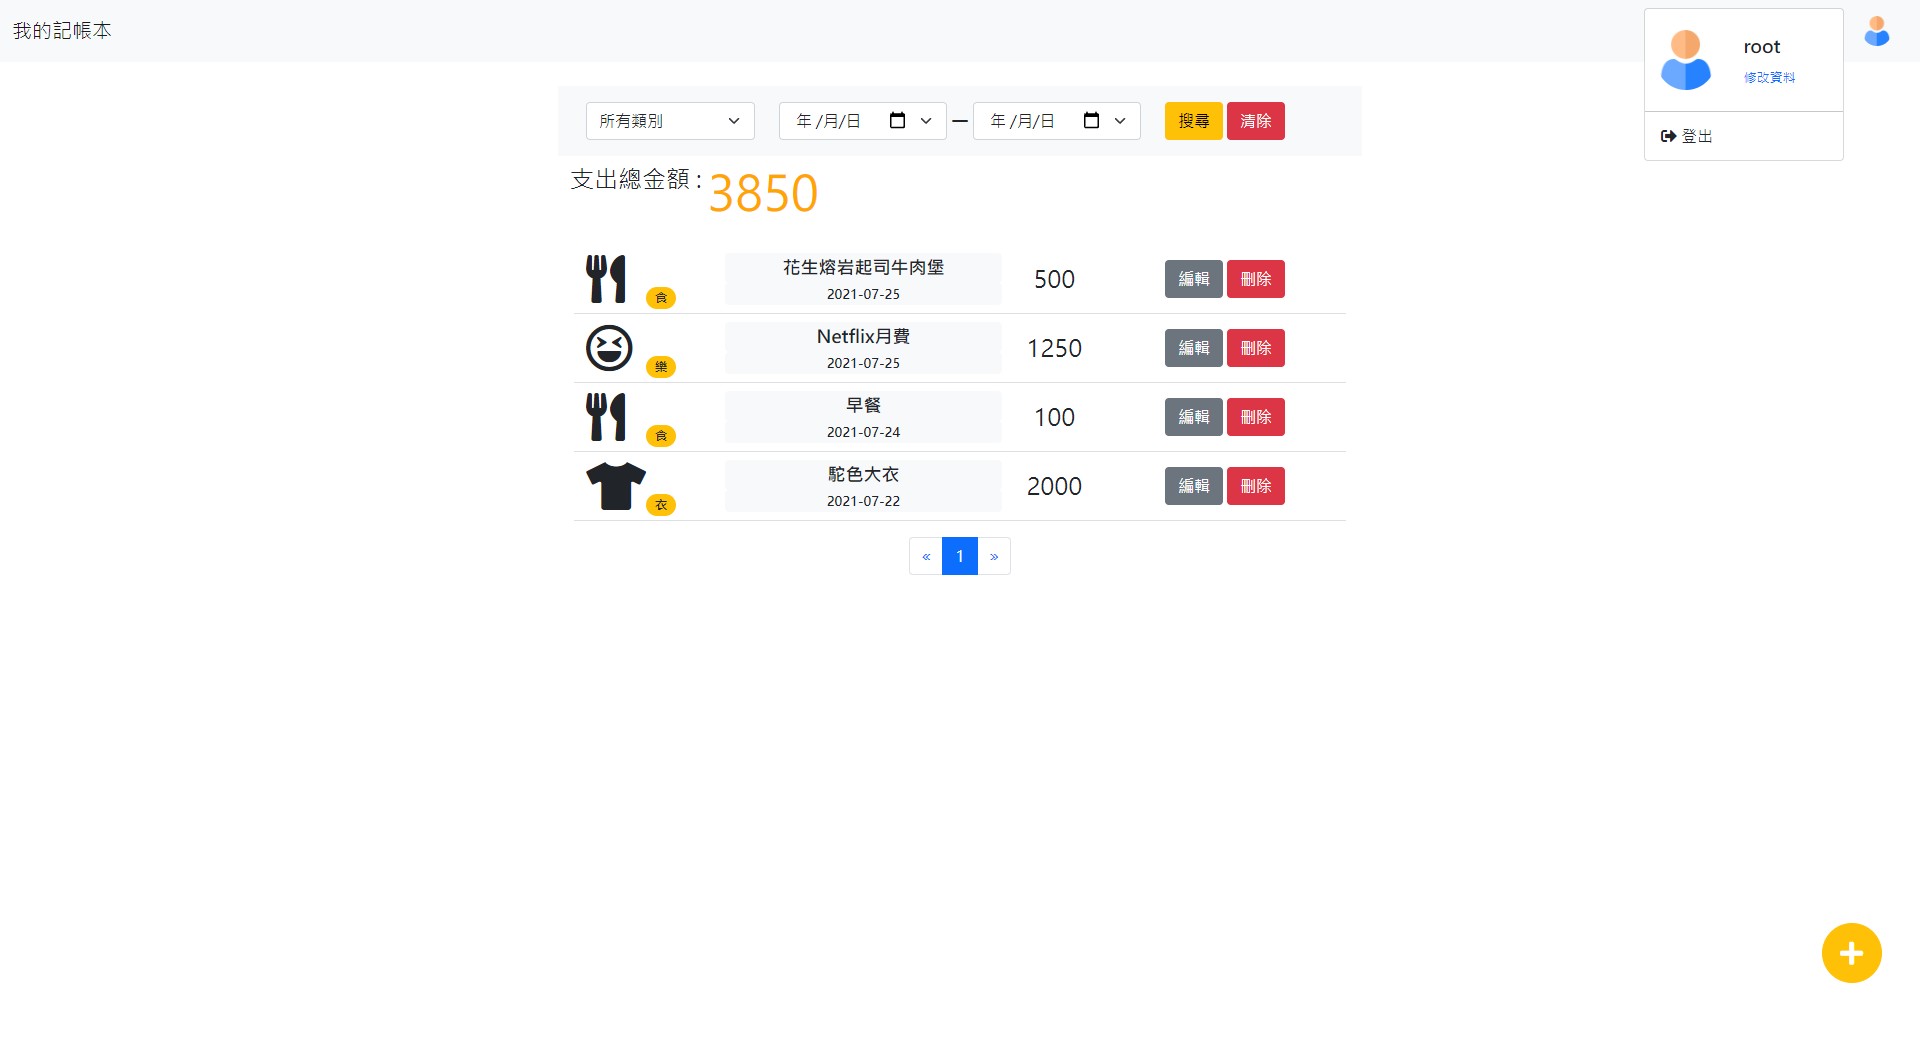 我的記帳本
root
修改資料
登出
所有類別
年 /月/日
年 /月/日
搜尋
清除
支出總金額 : 3850
食
花生熔岩起司牛肉堡
2021-07-25
500
編輯
刪除
樂
Netflix月費
2021-07-25
1250
編輯
刪除
食
早餐
2021-07-24
100
編輯
刪除
衣
駝色大衣
2021-07-22
2000
編輯
刪除
« 1 »